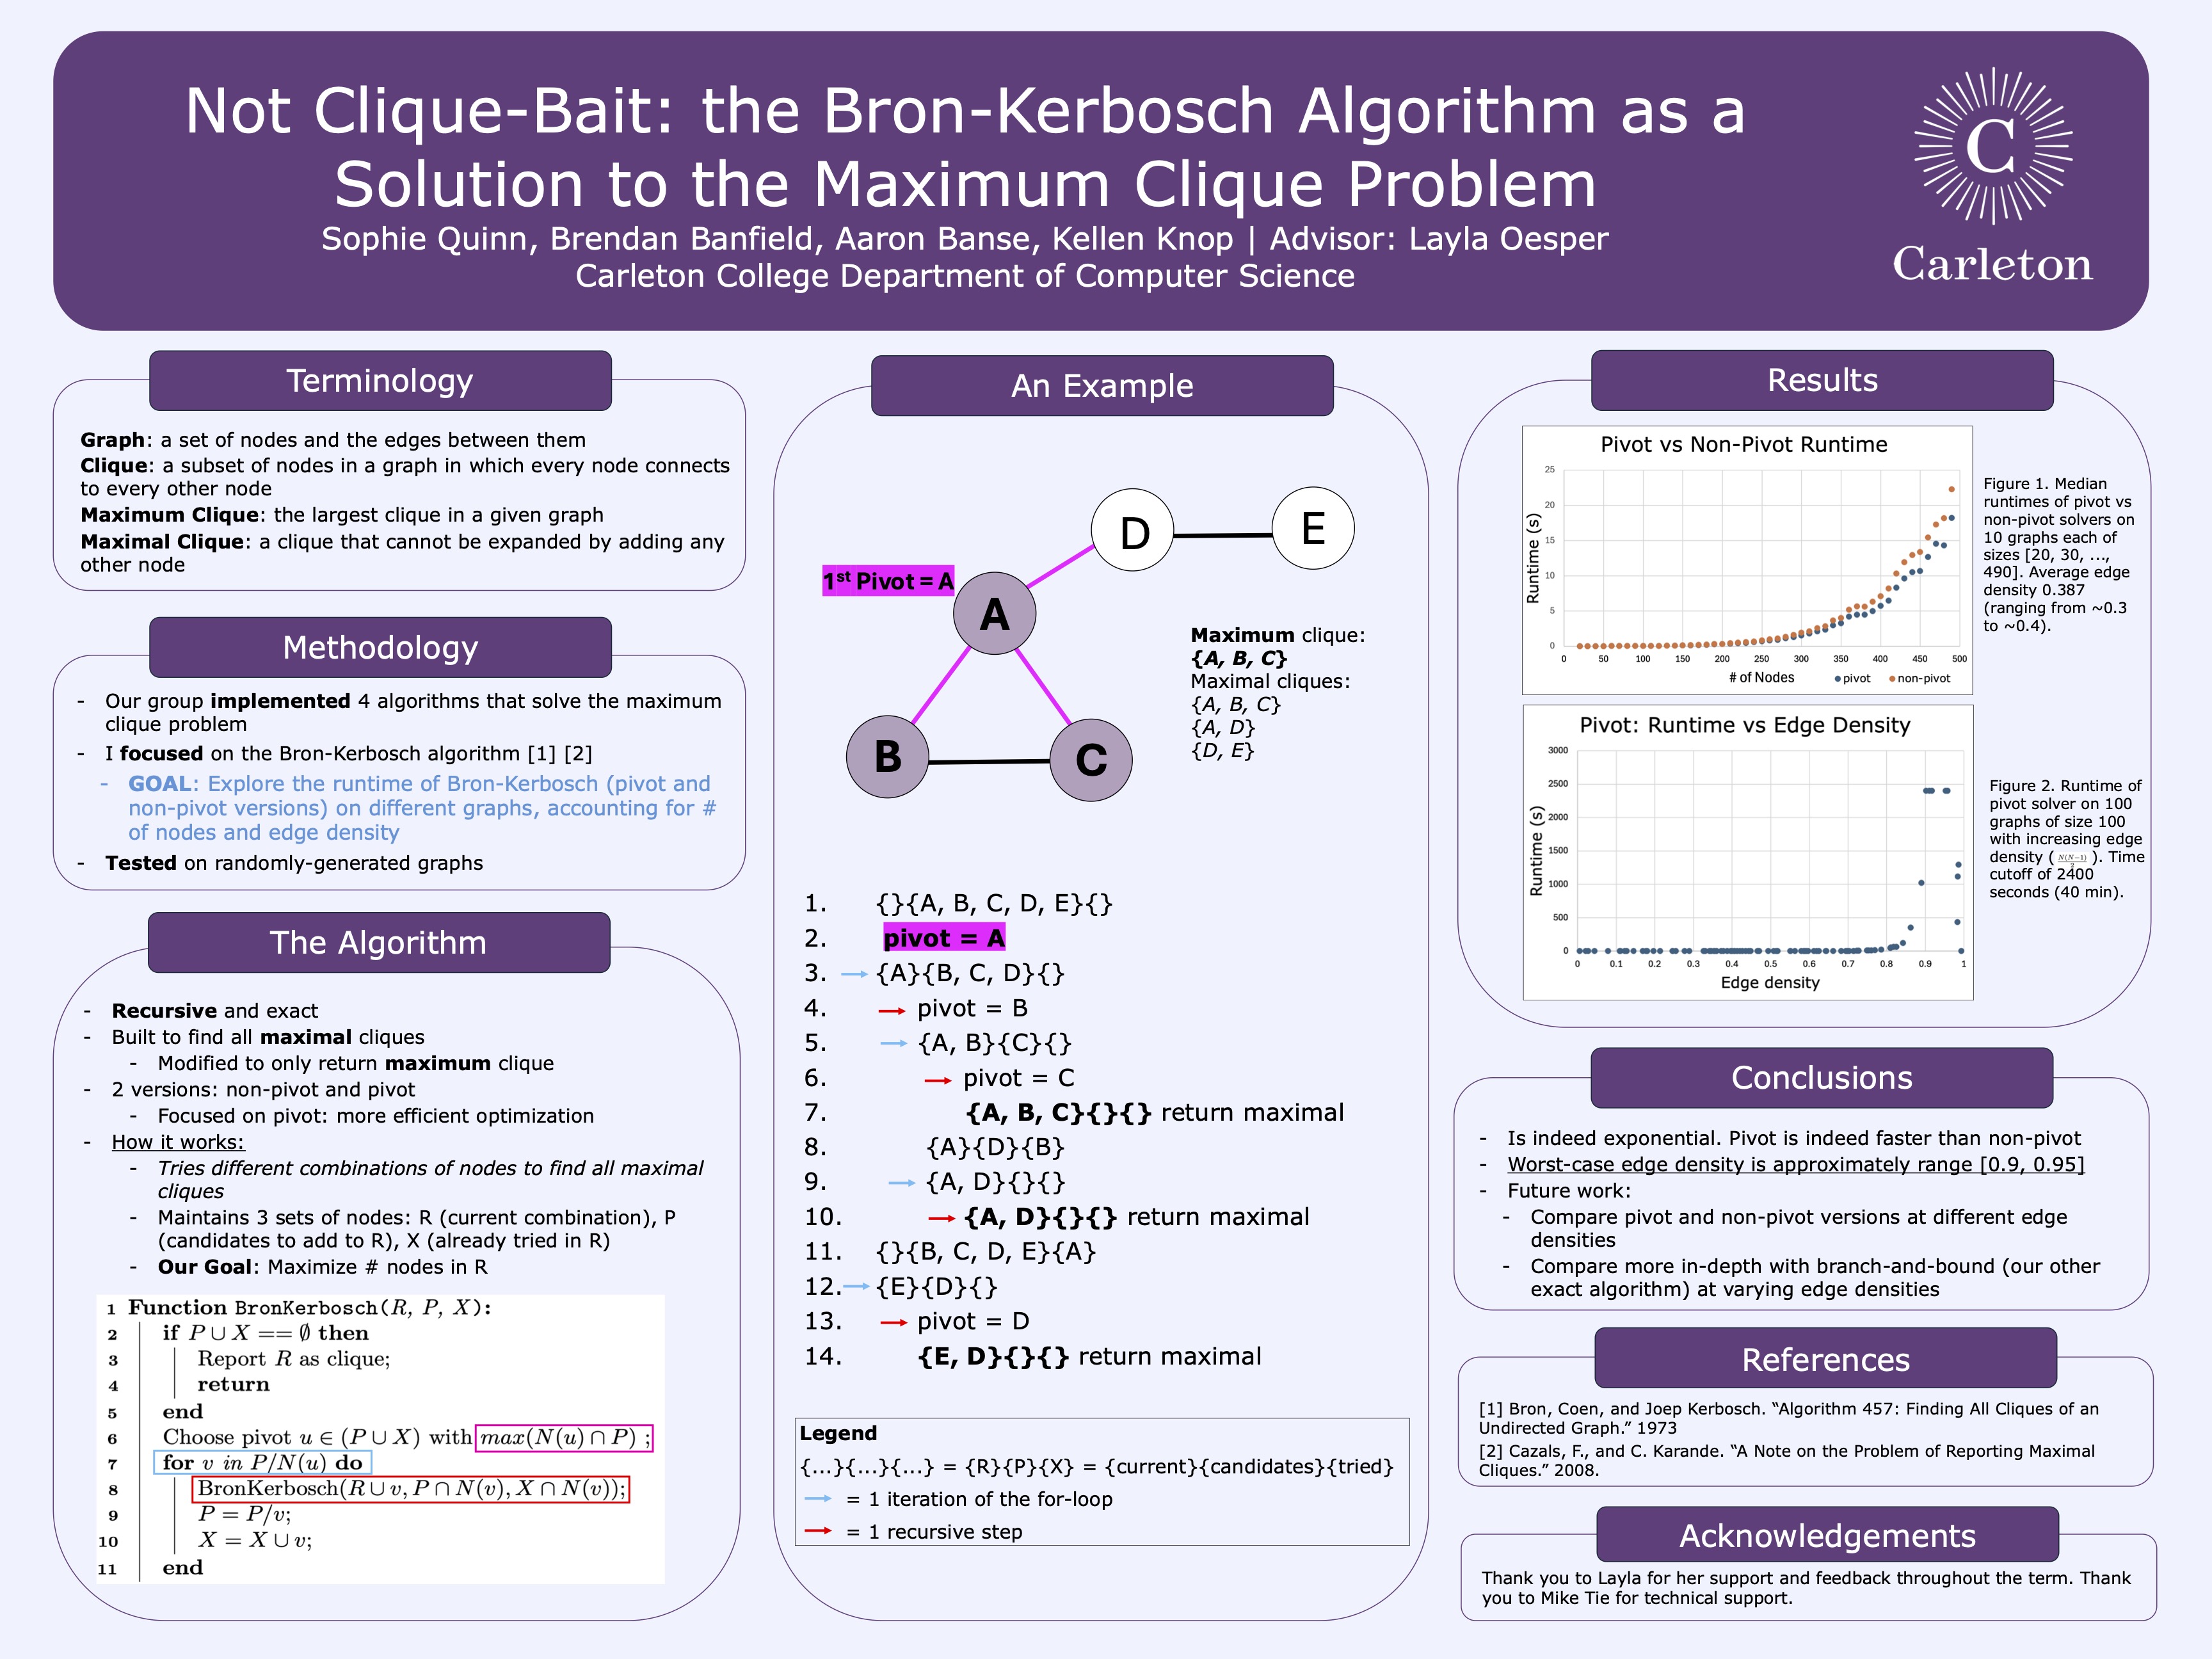 Not Clique-Bait: the Bron-Kerbosch Algorithm as a
Solution to the Maximum Clique Problem
Sophie Quinn, Brendan Banfield, Aaron Banse, Kellen Knop | Advisor: Layla Oesper
Carleton College Department of Computer Science
C
Carleton
Terminology
Graph: a set of nodes and the edges between them
Clique: a subset of nodes in a graph in which every node connects
to every other node
Maximum Clique: the largest clique in a given graph
Maximal Clique: a clique that cannot be expanded by adding any
other node
Methodology
- Our group implemented 4 algorithms that solve the maximum
clique problem
- I focused on the Bron-Kerbosch algorithm [1] [2]
- GOAL: Explore the runtime of Bron-Kerbosch (pivot and
non-pivot versions) on different graphs, accounting for #
of nodes and edge density
- Tested on randomly-generated graphs
The Algorithm
- Recursive and exact
- Built to find all maximal cliques
- Modified to only return maximum clique
- 2 versions: non-pivot and pivot
- Focused on pivot: more efficient optimization
- How it works:
- Tries different combinations of nodes to find all maximal
cliques
- Maintains 3 sets of nodes: R (current combination), P
(candidates to add to R), X (already tried in R)
- Our Goal: Maximize # nodes in R
1 Function BronKerbosch(R, P, X):
2 if P ∪ X == ∅ then
3 Report R as clique;
4 return
5 end
6 Choose pivot u ∈ (P ∪ X) with max(N(u) ∩ P) ;
7 for v in P/N(u) do
8 BronKerbosch(R ∪ v, P ∩ N(v), X ∩ N(v));
9 P = P/v;
10 X = X ∪ v;
11 end
An Example
D
E
1st Pivot = A
A
B
C
Maximum clique:
{A, B, C}
Maximal cliques:
{A, B, C}
{A, D}
{D, E}
1. {}{A, B, C, D, E}{}
2. pivot = A
3. → {A}{B, C, D}{}
4. → pivot = B
5. → {A, B}{C}{}
6. → pivot = C
7. {A, B, C}{}{} return maximal
8. {A}{D}{B}
9. → {A, D}{}{}
10. → {A, D}{}{} return maximal
11. {}{B, C, D, E}{A}
12. → {E}{D}{}
13. → pivot = D
14. {E, D}{}{} return maximal
Legend
{...}{...}{...} = {R}{P}{X} = {current}{candidates}{tried}
→ = 1 iteration of the for-loop
→ = 1 recursive step
Results
Pivot vs Non-Pivot Runtime
Runtime (s)
25
20
15
10
5
0
0 50 100 150 200 250 300 350 400 450 500
# of Nodes
pivot non-pivot
Figure 1. Median
runtimes of pivot vs
non-pivot solvers on
10 graphs each of
sizes [20, 30, ...,
490]. Average edge
density 0.387
(ranging from ~0.3
to ~0.4).
Pivot: Runtime vs Edge Density
Runtime (s)
3000
2500
2000
1500
1000
500
0
0 0.1 0.2 0.3 0.4 0.5 0.6 0.7 0.8 0.9 1
Edge density
Figure 2. Runtime of
pivot solver on 100
graphs of size 100
with increasing edge
density ( N(N−1)/2 ). Time
cutoff of 2400
seconds (40 min).
Conclusions
- Is indeed exponential. Pivot is indeed faster than non-pivot
- Worst-case edge density is approximately range [0.9, 0.95]
- Future work:
- Compare pivot and non-pivot versions at different edge
densities
- Compare more in-depth with branch-and-bound (our other
exact algorithm) at varying edge densities
References
[1] Bron, Coen, and Joep Kerbosch. “Algorithm 457: Finding All Cliques of an
Undirected Graph.” 1973
[2] Cazals, F., and C. Karande. “A Note on the Problem of Reporting Maximal
Cliques.” 2008.
Acknowledgements
Thank you to Layla for her support and feedback throughout the term. Thank
you to Mike Tie for technical support.